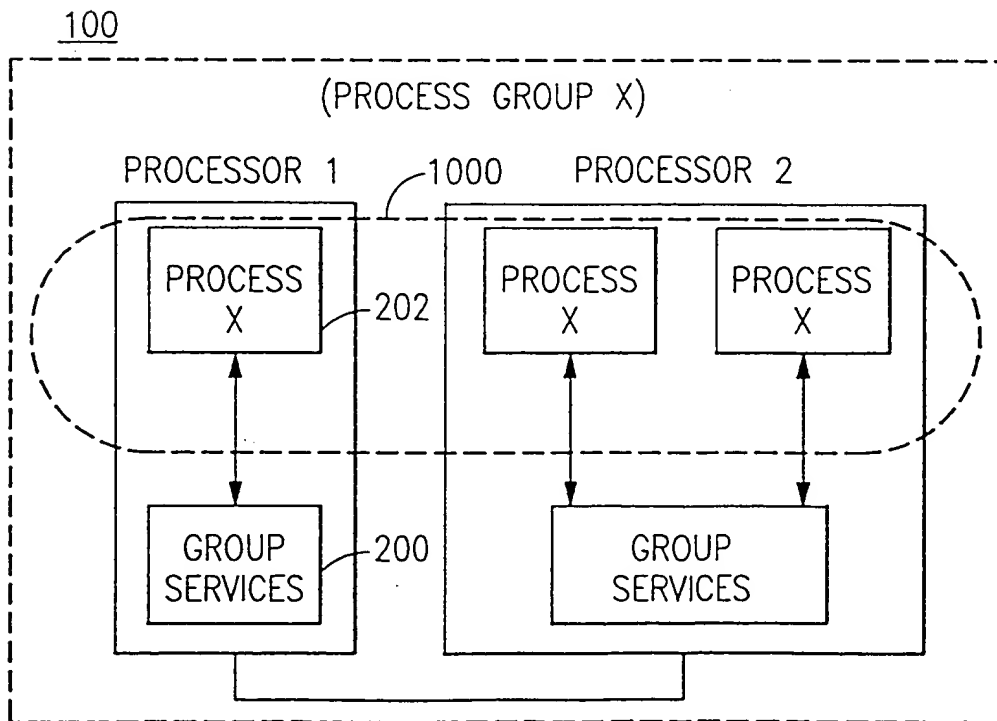 100
(PROCESS GROUP X)
PROCESSOR 1
1000
PROCESSOR 2
PROCESS
X
202
PROCESS
X
PROCESS
X
GROUP
SERVICES
200
GROUP
SERVICES